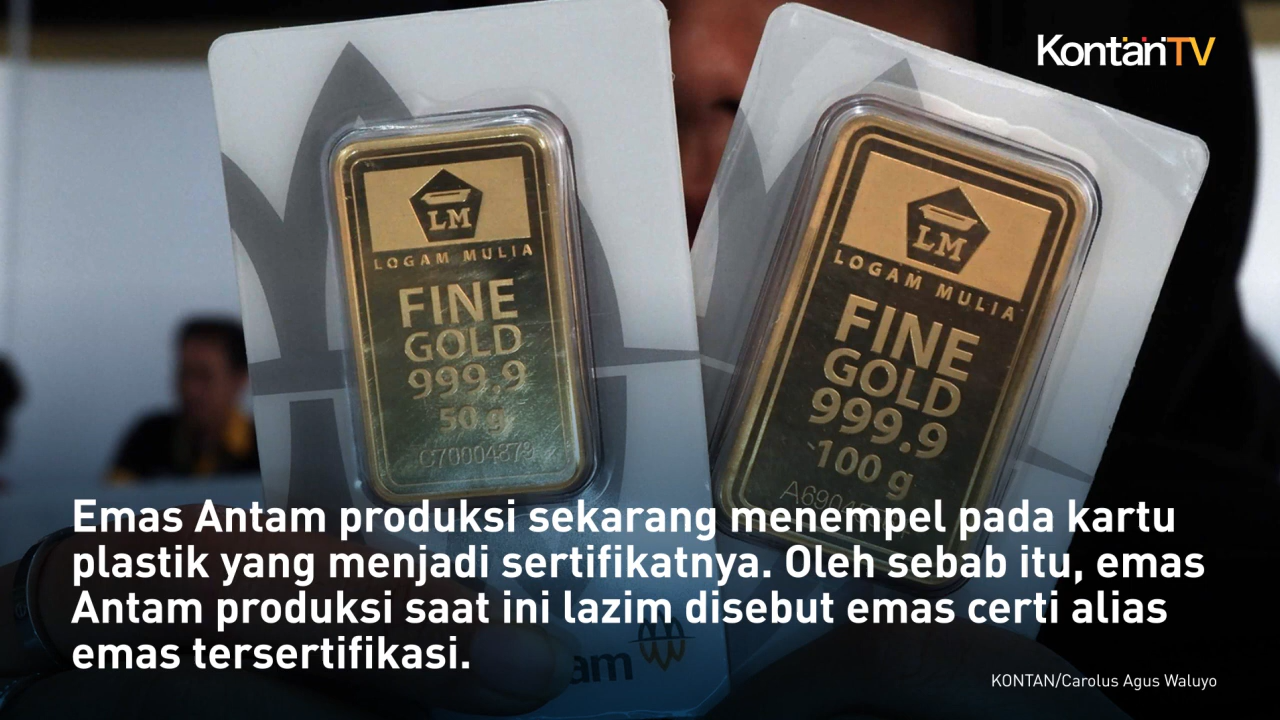 KontanTV
LM
LOGAM MULIA
FINE
GOLD
999.9
50 g
LM
LOGAM MULIA
FINE
GOLD
999.9
100 g
Emas Antam produksi sekarang menempel pada kartu
plastik yang menjadi sertifikatnya. Oleh sebab itu, emas
Antam produksi saat ini lazim disebut emas certi alias
emas tersertifikasi.
KONTAN/Carolus Agus Waluyo